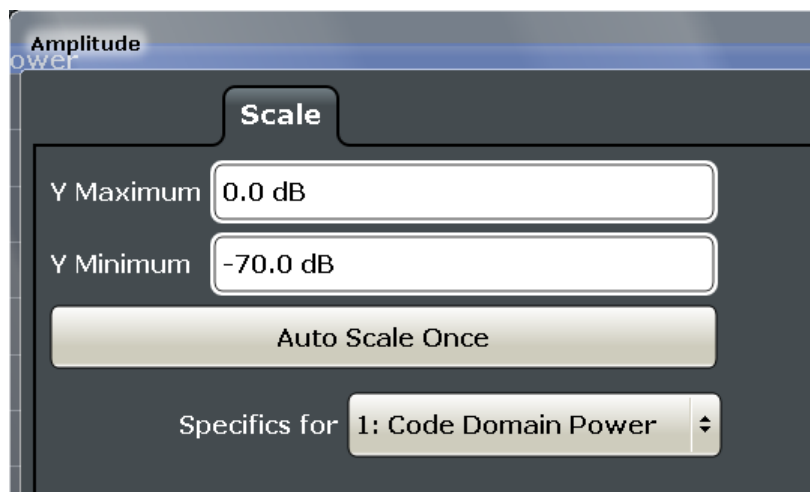 Amplitude
ower
Scale
Y Maximum 0.0 dB
Y Minimum -70.0 dB
Auto Scale Once
Specifics for 1: Code Domain Power